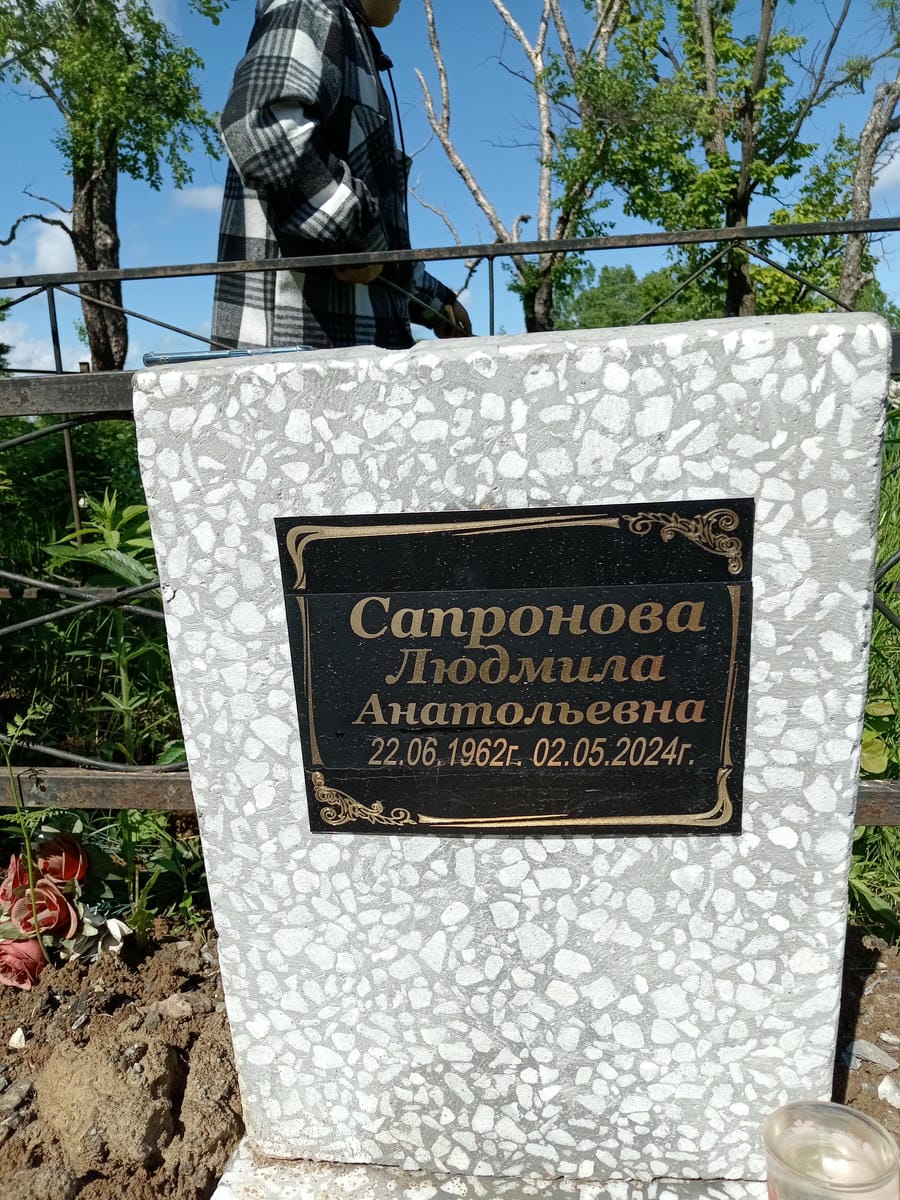 Сапронова
Людмила
Анатольевна
22.06.1962г. 02.05.2024г.